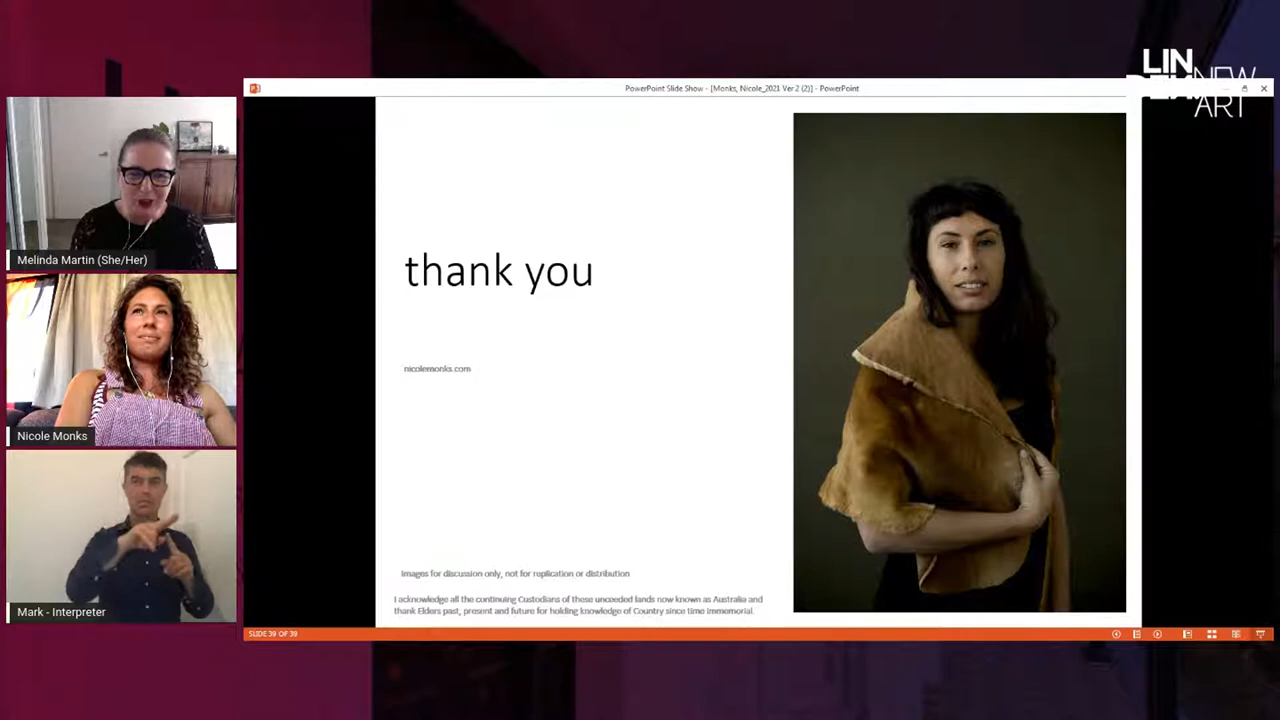 LIN
DEN NEW
ART
PowerPoint Slide Show - [Monks, Nicole_2021 Ver 2 (2)] - PowerPoint
Melinda Martin (She/Her)
Nicole Monks
Mark - Interpreter
thank you
nicolemonks.com
Images for discussion only, not for replication or distribution
I acknowledge all the continuing Custodians of these unceeded lands now known as Australia and
thank Elders past, present and future for holding knowledge of Country since time immemorial.
SLIDE 39 OF 39